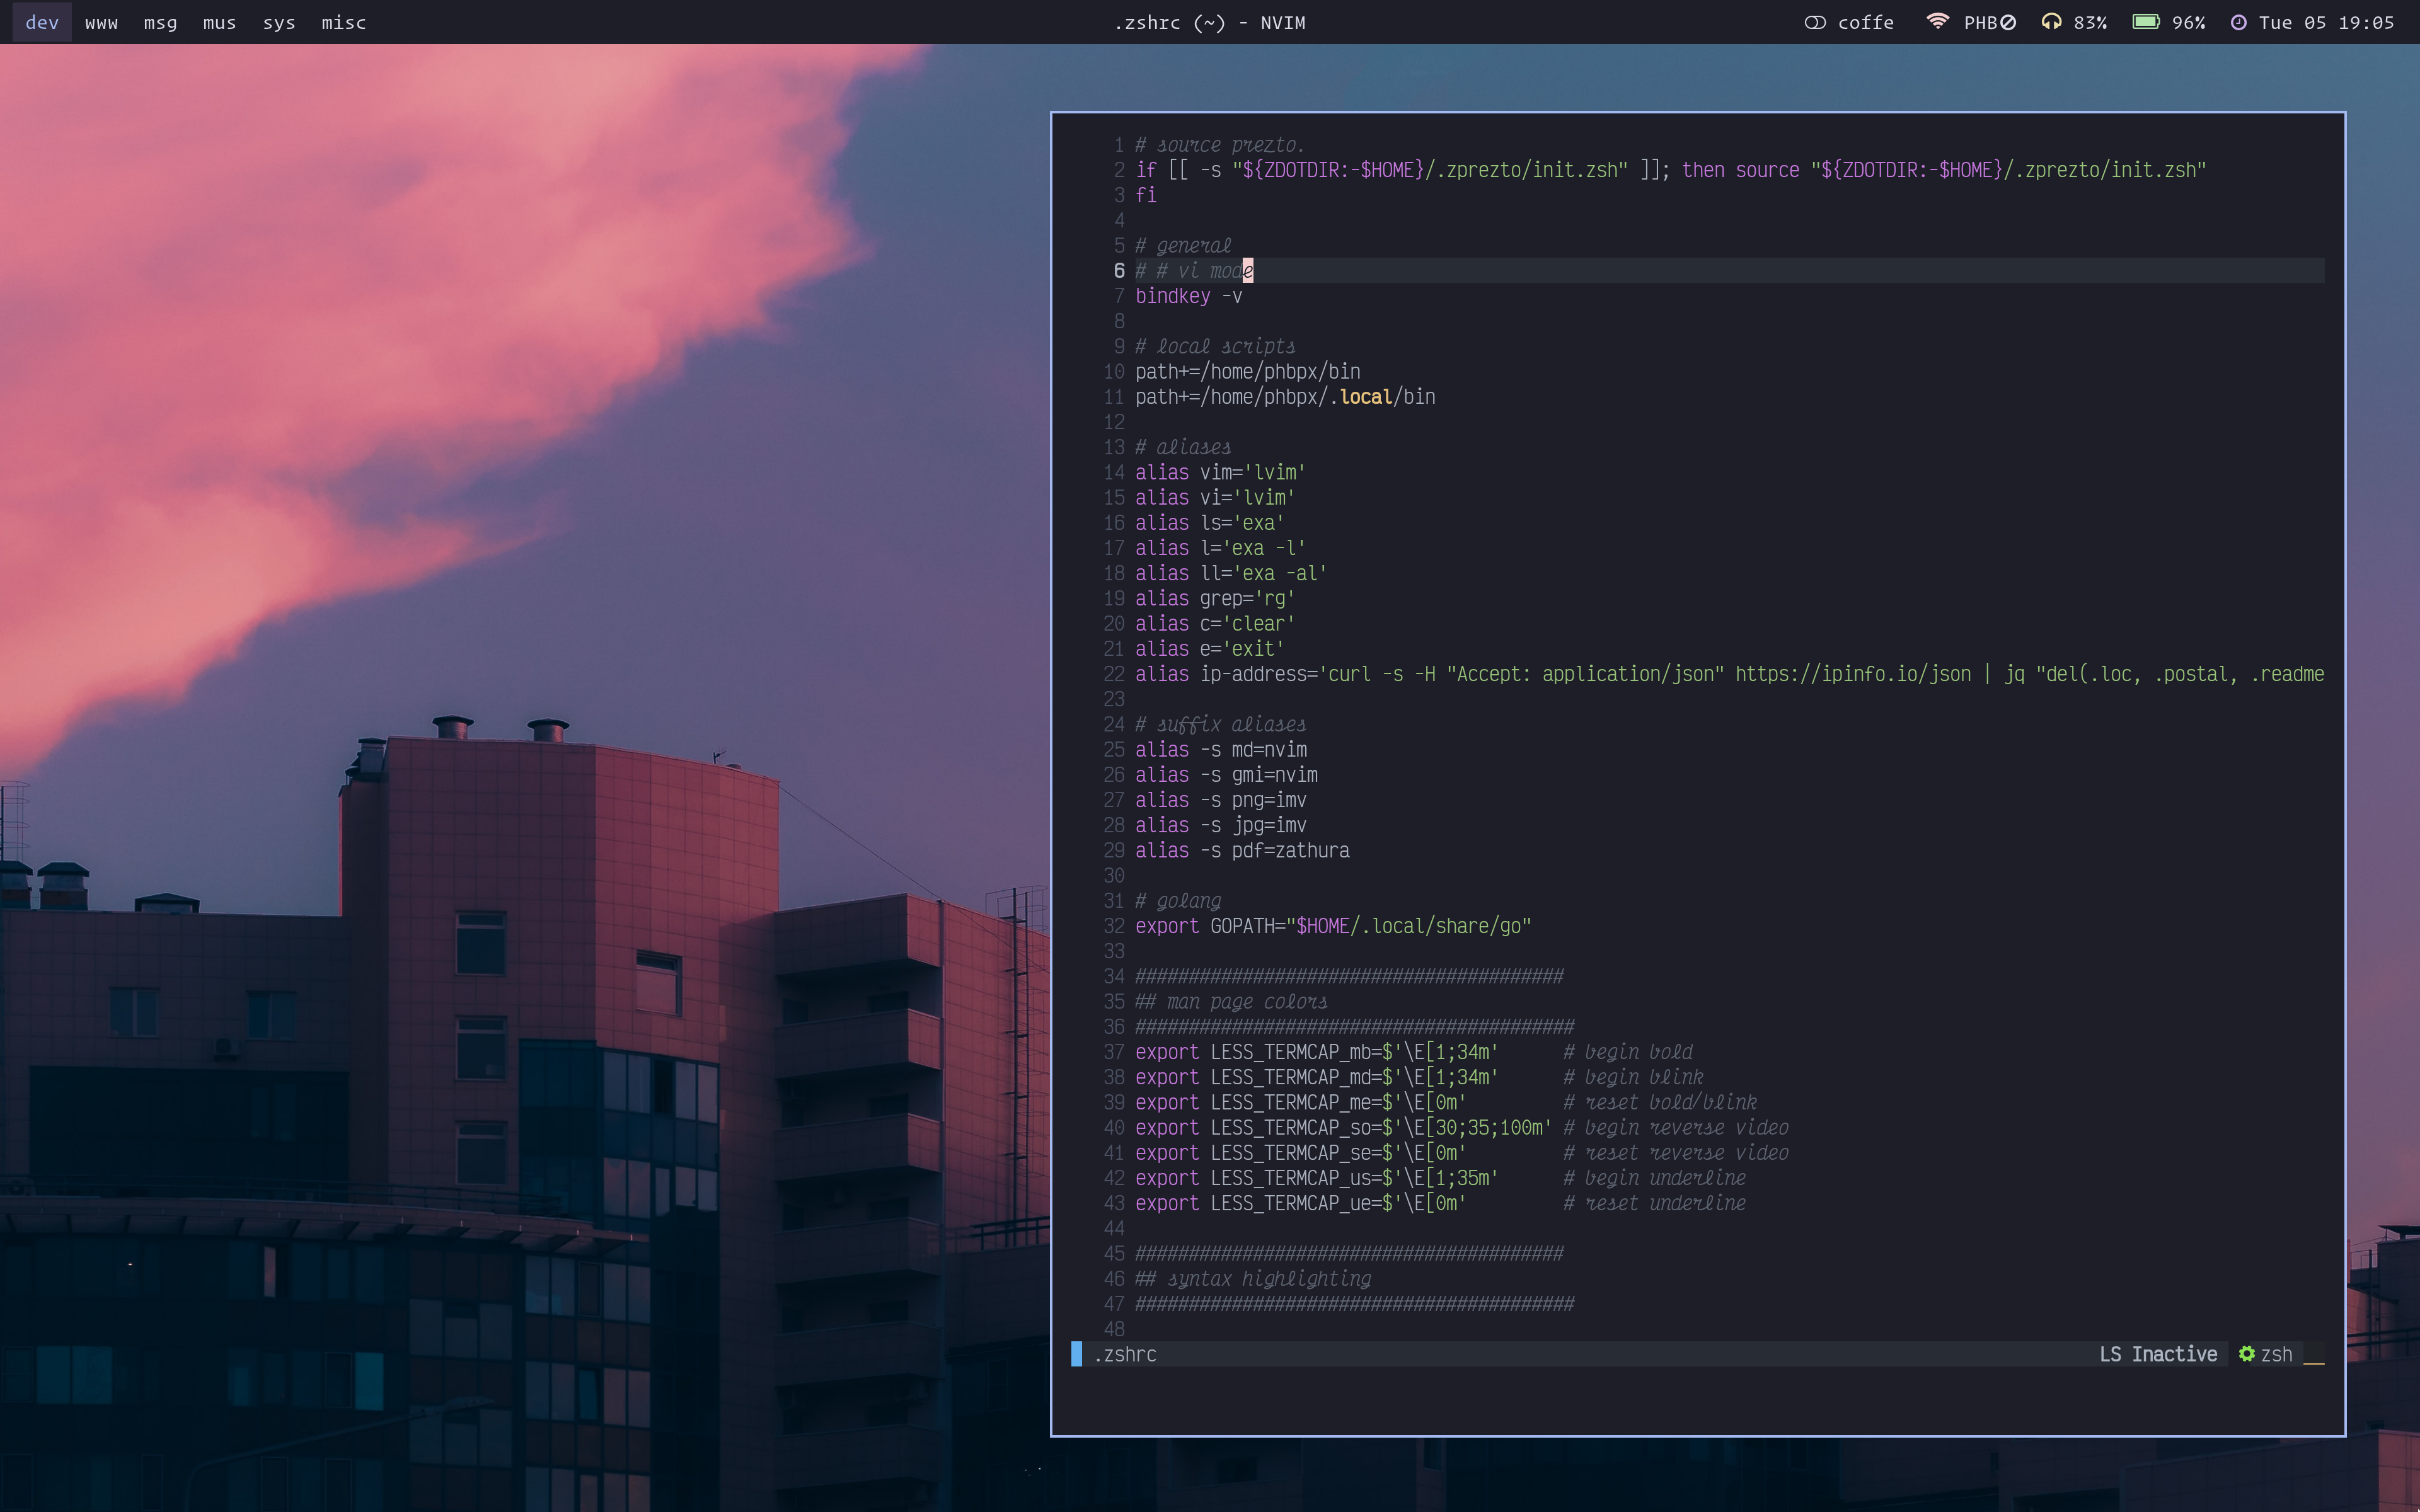 dev www msg mus sys misc .zshrc (~) - NVIM coffe PHB 83% 96% Tue 05 19:05
1 # source prezto.
2 if [[ -s "${ZDOTDIR:-$HOME}/.zprezto/init.zsh" ]]; then source "${ZDOTDIR:-$HOME}/.zprezto/init.zsh"
3 fi
4
5 # general
6 # # vi mode
7 bindkey -v
8
9 # local scripts
10 path+=/home/phbpx/bin
11 path+=/home/phbpx/.local/bin
12
13 # aliases
14 alias vim='lvim'
15 alias vi='lvim'
16 alias ls='exa'
17 alias l='exa -l'
18 alias ll='exa -al'
19 alias grep='rg'
20 alias c='clear'
21 alias e='exit'
22 alias ip-address='curl -s -H "Accept: application/json" https://ipinfo.io/json | jq "del(.loc, .postal, .readme
23
24 # suffix aliases
25 alias -s md=nvim
26 alias -s gmi=nvim
27 alias -s png=imv
28 alias -s jpg=imv
29 alias -s pdf=zathura
30
31 # golang
32 export GOPATH="$HOME/.local/share/go"
33
34 ########################################
35 ## man page colors
36 #########################################
37 export LESS_TERMCAP_mb=$'\E[1;34m'      # begin bold
38 export LESS_TERMCAP_md=$'\E[1;34m'      # begin blink
39 export LESS_TERMCAP_me=$'\E[0m'         # reset bold/blink
40 export LESS_TERMCAP_so=$'\E[30;35;100m' # begin reverse video
41 export LESS_TERMCAP_se=$'\E[0m'         # reset reverse video
42 export LESS_TERMCAP_us=$'\E[1;35m'      # begin underline
43 export LESS_TERMCAP_ue=$'\E[0m'         # reset underline
44
45 ########################################
46 ## syntax highlighting
47 #########################################
48
.zshrc LS Inactive zsh